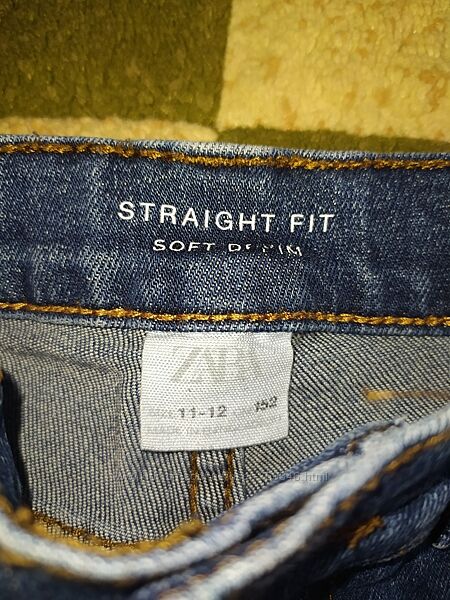 STRAIGHT FIT
SOFT DENIM
ZARA
11-12 152